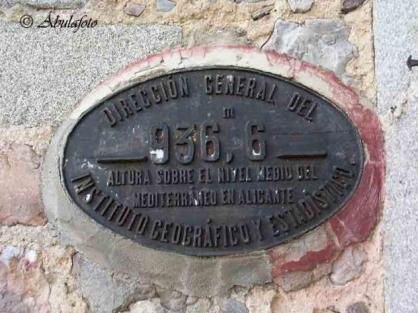 © Abulafoto
DIRECCIÓN GENERAL DEL
m
936,6
ALTURA SOBRE EL NIVEL MEDIO DEL
MEDITERRÁNEO EN ALICANTE
INSTITUTO GEOGRÁFICO Y ESTADÍSTICO.